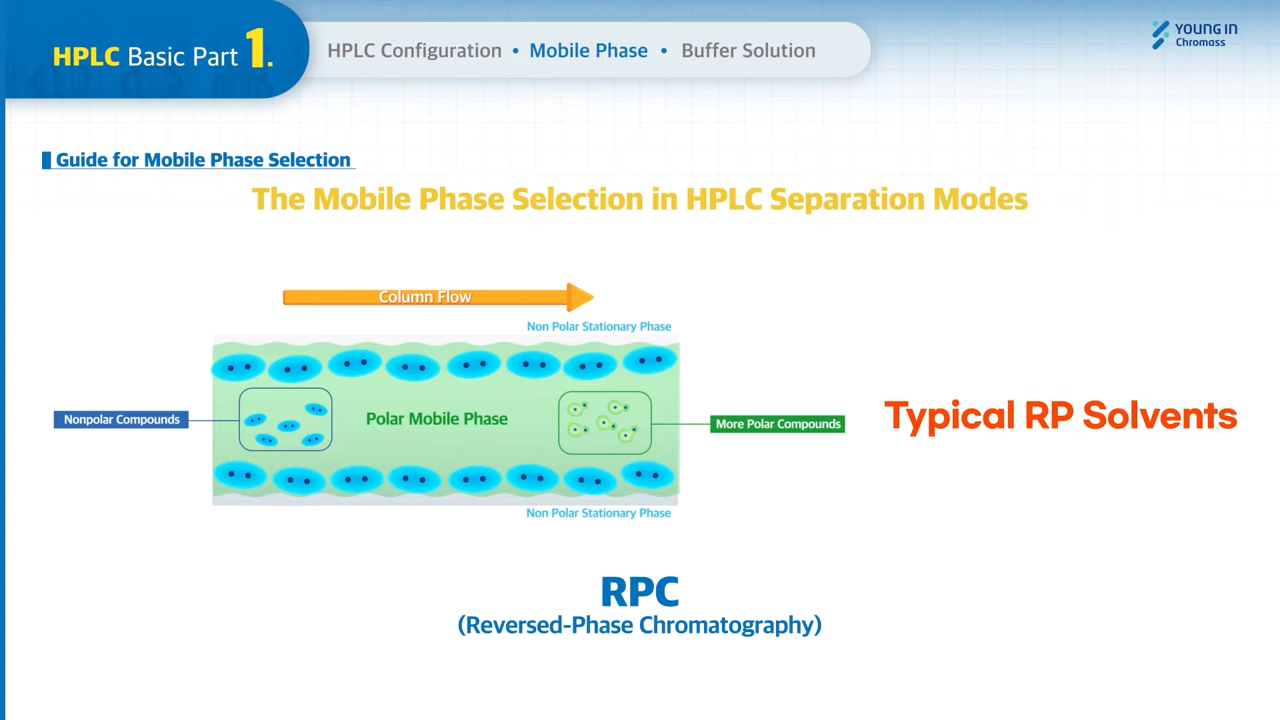 HPLC Basic Part 1.
HPLC Configuration • Mobile Phase • Buffer Solution
YOUNG IN
Chromass
Guide for Mobile Phase Selection
The Mobile Phase Selection in HPLC Separation Modes
Column Flow
Non Polar Stationary Phase
Nonpolar Compounds
Polar Mobile Phase
More Polar Compounds
Typical RP Solvents
Non Polar Stationary Phase
RPC
(Reversed-Phase Chromatography)